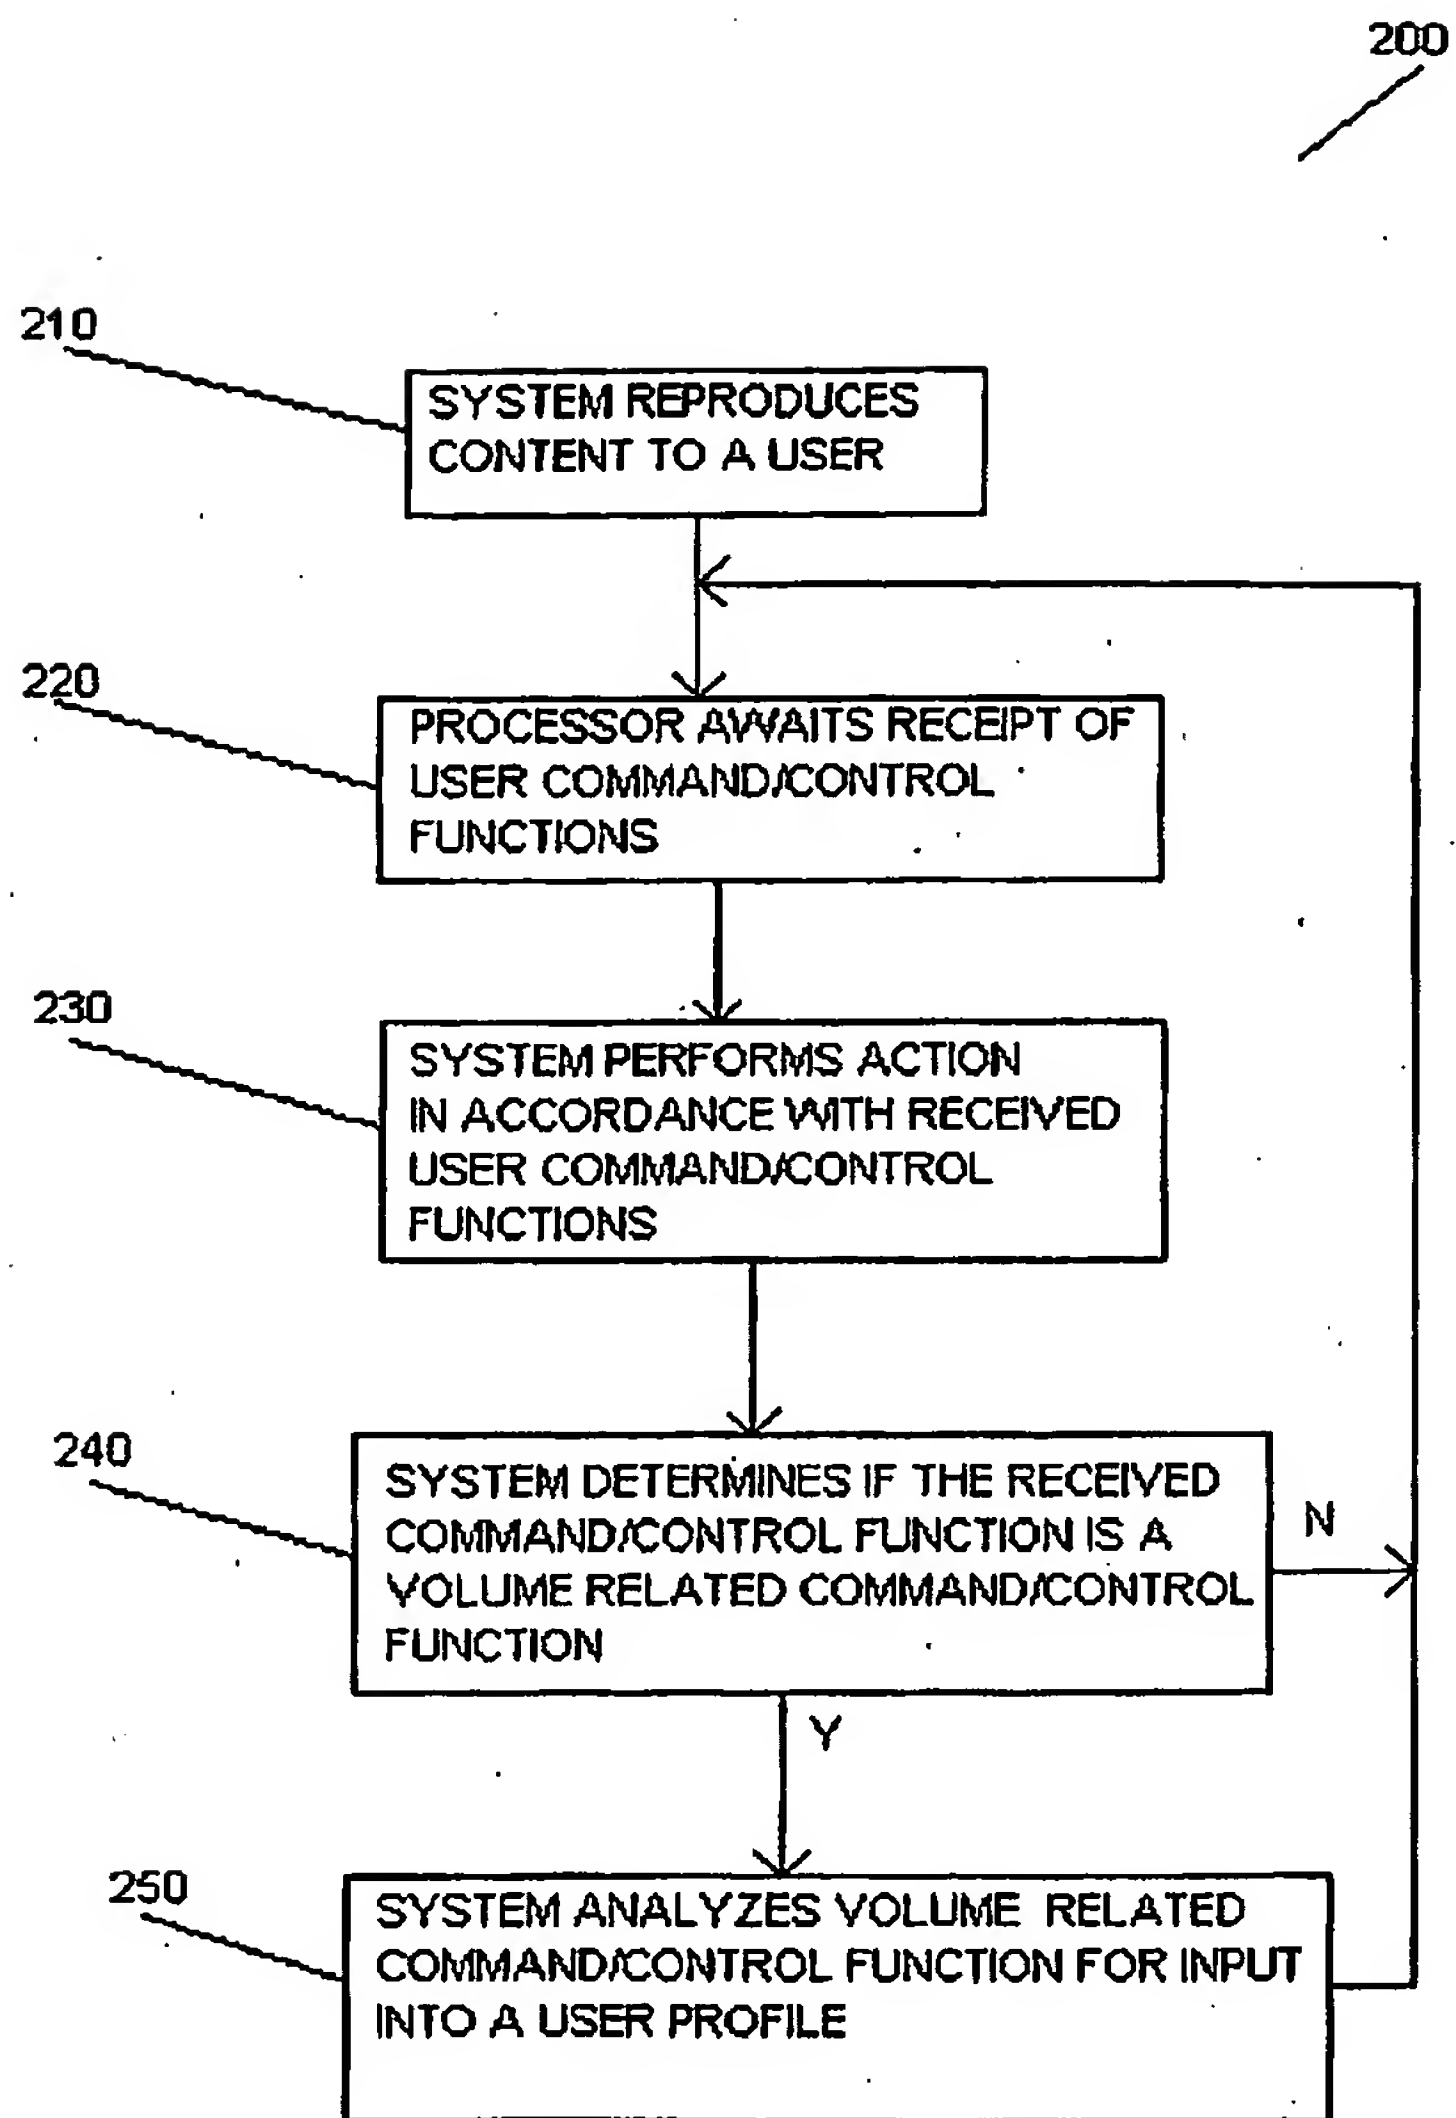 200
210
SYSTEM REPRODUCES
CONTENT TO A USER
220
PROCESSOR AWAITS RECEIPT OF
USER COMMAND/CONTROL
FUNCTIONS
230
SYSTEM PERFORMS ACTION
IN ACCORDANCE WITH RECEIVED
USER COMMAND/CONTROL
FUNCTIONS
240
SYSTEM DETERMINES IF THE RECEIVED
COMMAND/CONTROL FUNCTION IS A
VOLUME RELATED COMMAND/CONTROL
FUNCTION
N
Y
250
SYSTEM ANALYZES VOLUME RELATED
COMMAND/CONTROL FUNCTION FOR INPUT
INTO A USER PROFILE